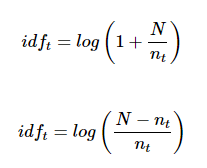 idf_t = log(1 + N/n_t)
idf_t = log((N − n_t)/n_t)